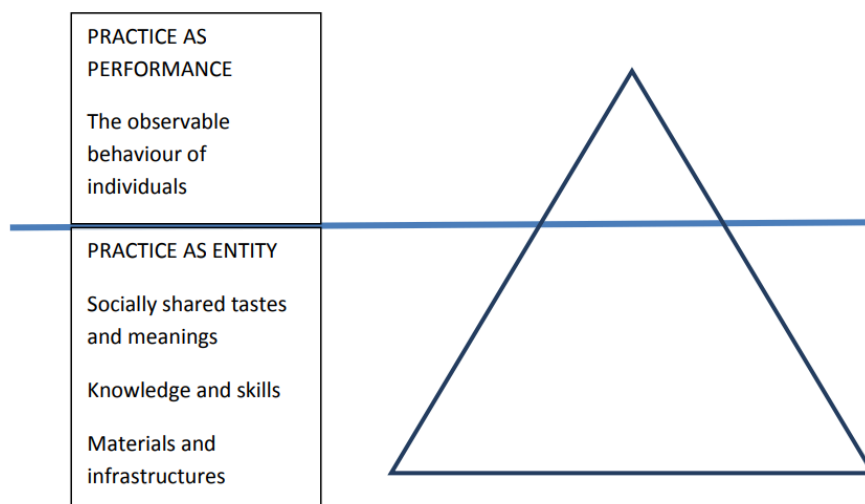 PRACTICE AS
PERFORMANCE
The observable
behaviour of
individuals
PRACTICE AS ENTITY
Socially shared tastes
and meanings
Knowledge and skills
Materials and
infrastructures